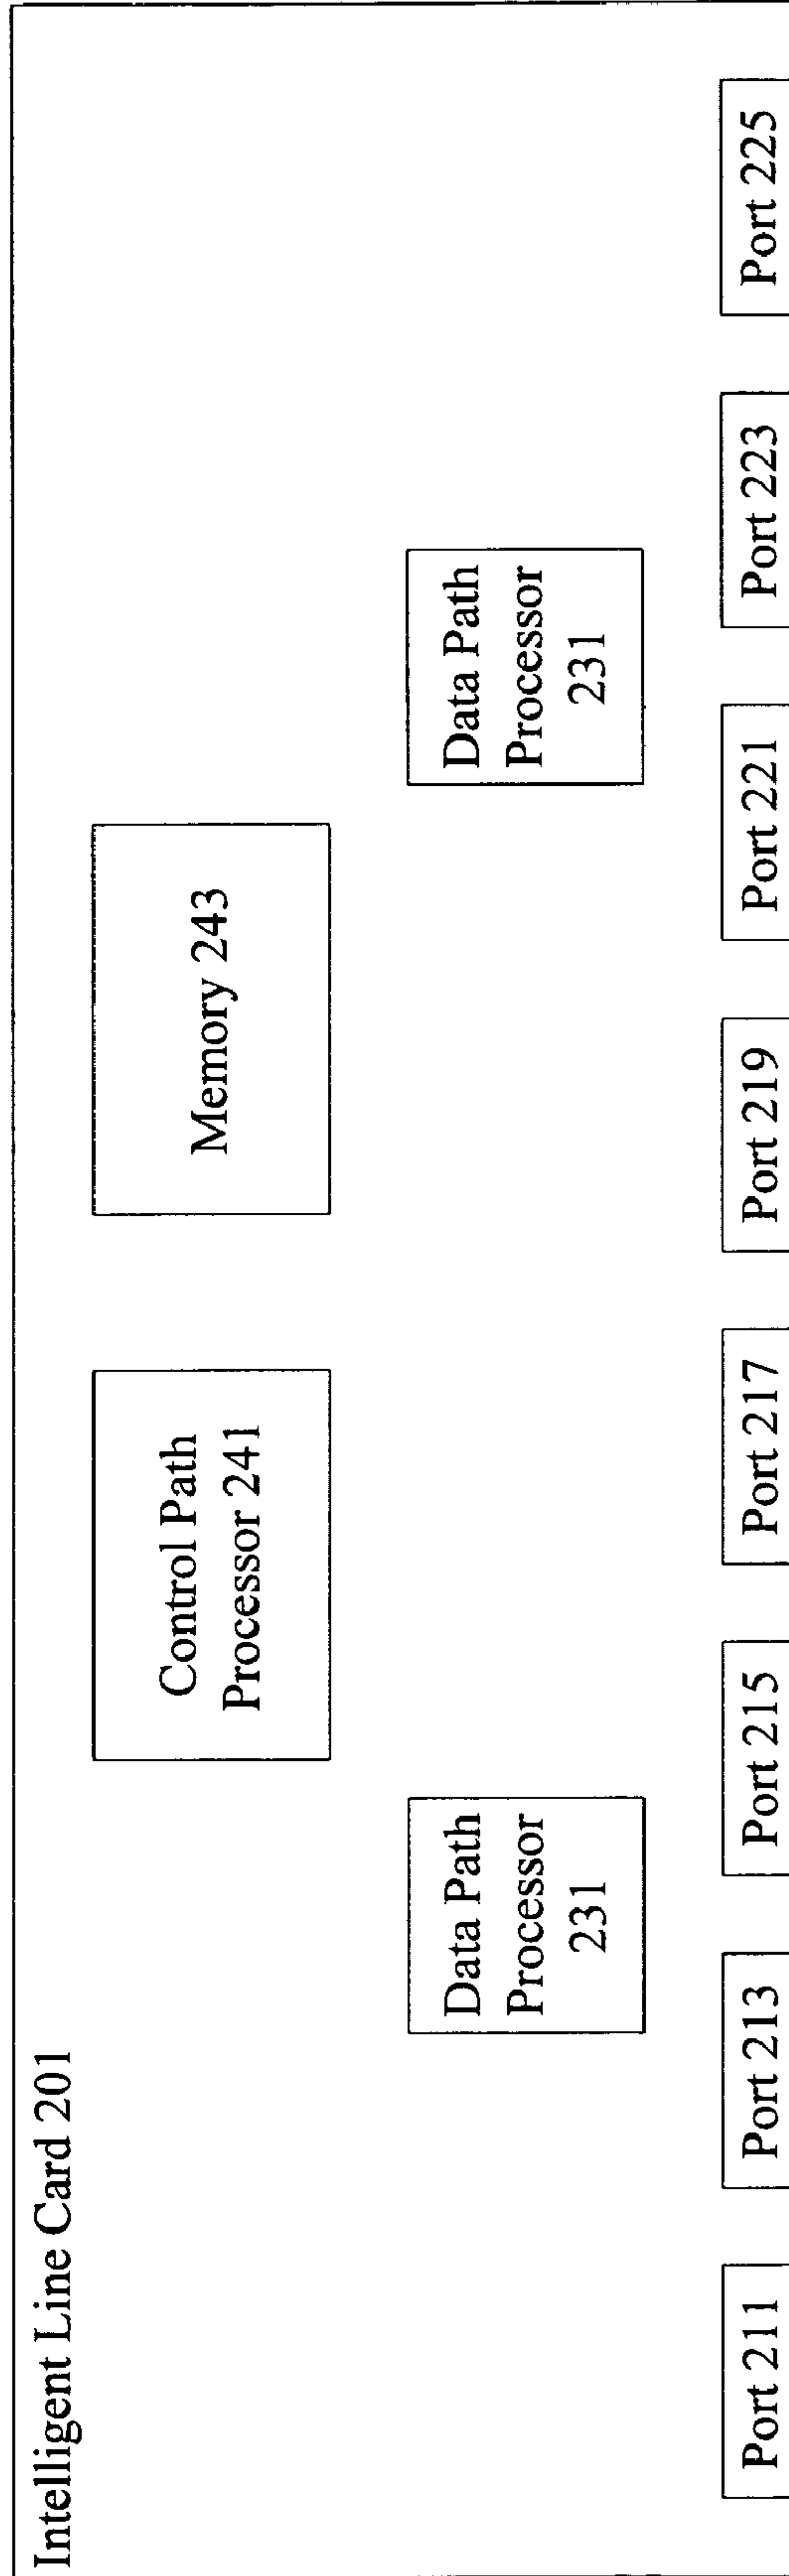 Intelligent Line Card 201
Control Path
Processor 241
Memory 243
Data Path
Processor
231
Data Path
Processor
231
Port 211
Port 213
Port 215
Port 217
Port 219
Port 221
Port 223
Port 225